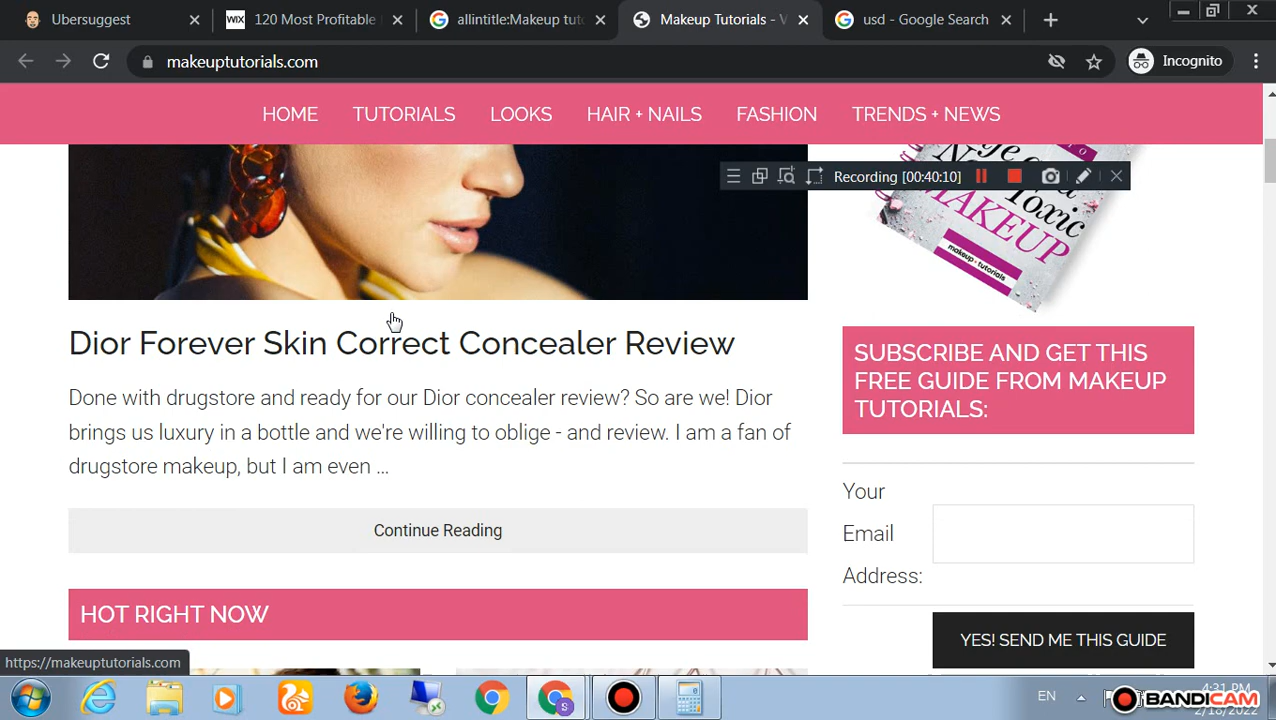 Ubersuggest
120 Most Profitable
allintitle:Makeup tut
Makeup Tutorials - V
usd - Google Search
makeuptutorials.com
Incognito
HOME TUTORIALS LOOKS HAIR + NAILS FASHION TRENDS + NEWS
Recording [00:40:10]
Toxic
MAKEUP
makeup - tutorials
Dior Forever Skin Correct Concealer Review
Done with drugstore and ready for our Dior concealer review? So are we! Dior
brings us luxury in a bottle and we're willing to oblige - and review. I am a fan of
drugstore makeup, but I am even ...
Continue Reading
HOT RIGHT NOW
SUBSCRIBE AND GET THIS
FREE GUIDE FROM MAKEUP
TUTORIALS:
Your
Email
Address:
YES! SEND ME THIS GUIDE
https://makeuptutorials.com
EN
4:31 PM
2/18/2022
BANDICAM